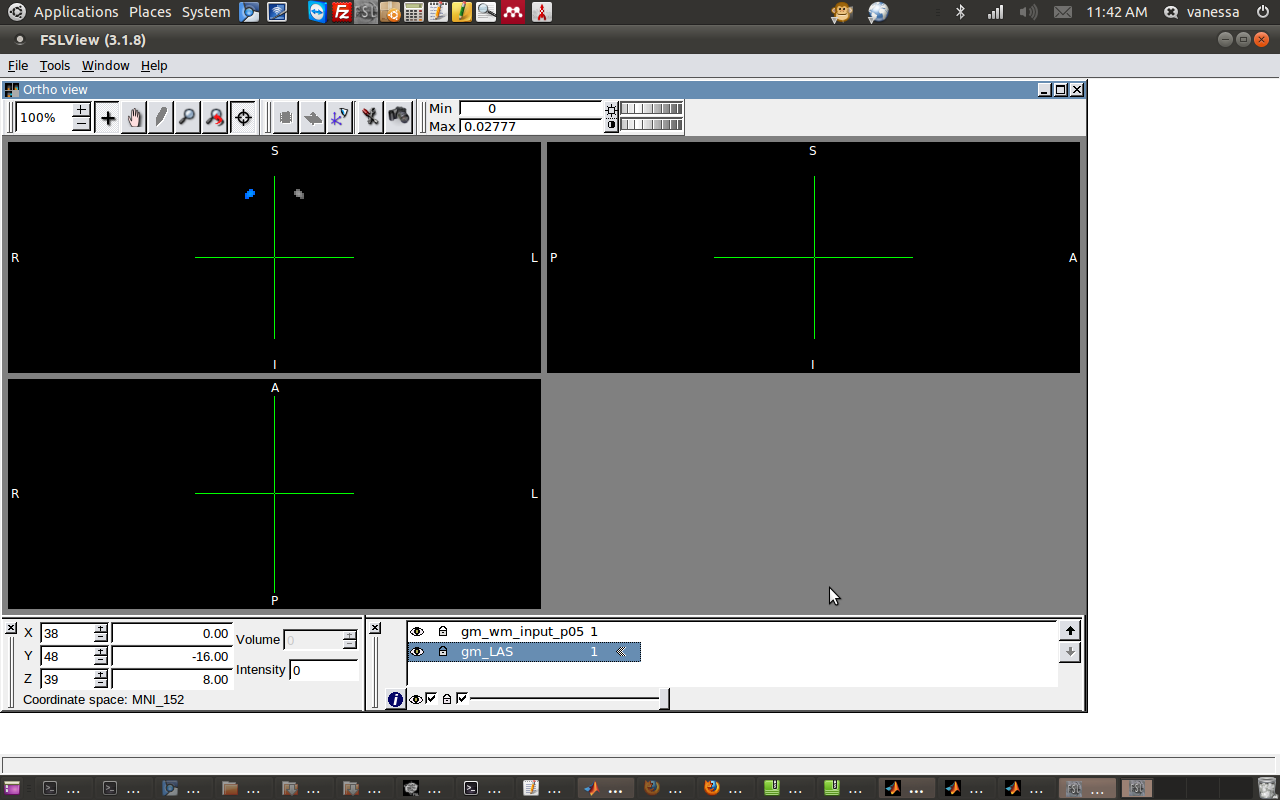 Applications Places System 11:42 AM vanessa
FSLView (3.1.8)
File Tools Window Help
Ortho view
100% Min 0
Max 0.02777
S S
R L P A
I I
A
R L
P
X 38 0.00 Volume 0
Y 48 -16.00 Intensity 0
Z 39 8.00
Coordinate space: MNI_152
gm_wm_input_p05 1
gm_LAS 1